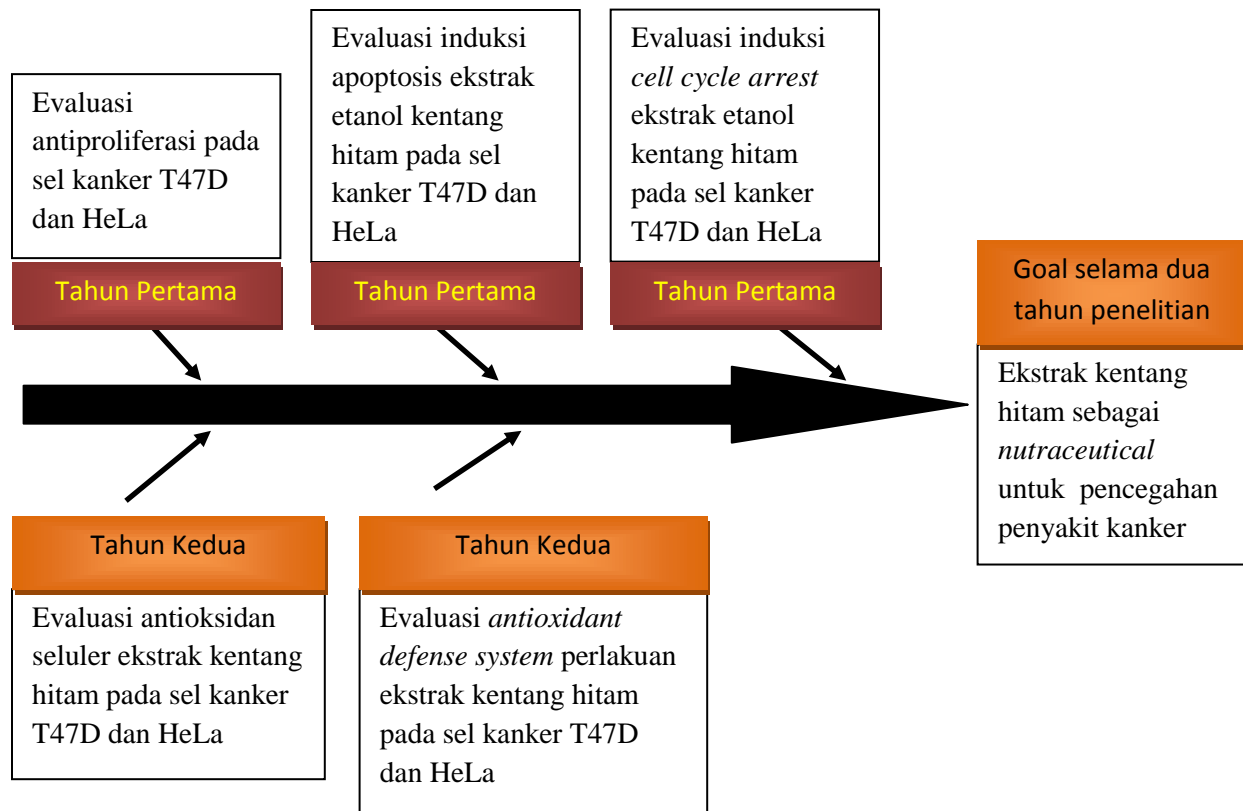 Evaluasi
antiproliferasi pada
sel kanker T47D
dan HeLa
Tahun Pertama
Evaluasi induksi
apoptosis ekstrak
etanol kentang
hitam pada sel
kanker T47D dan
HeLa
Tahun Pertama
Evaluasi induksi
cell cycle arrest
ekstrak etanol
kentang hitam
pada sel kanker
T47D dan HeLa
Tahun Pertama
Goal selama dua
tahun penelitian
Ekstrak kentang
hitam sebagai
nutraceutical
untuk pencegahan
penyakit kanker
Tahun Kedua
Evaluasi antioksidan
seluler ekstrak kentang
hitam pada sel kanker
T47D dan HeLa
Tahun Kedua
Evaluasi antioxidant
defense system perlakuan
ekstrak kentang hitam
pada sel kanker T47D
dan HeLa